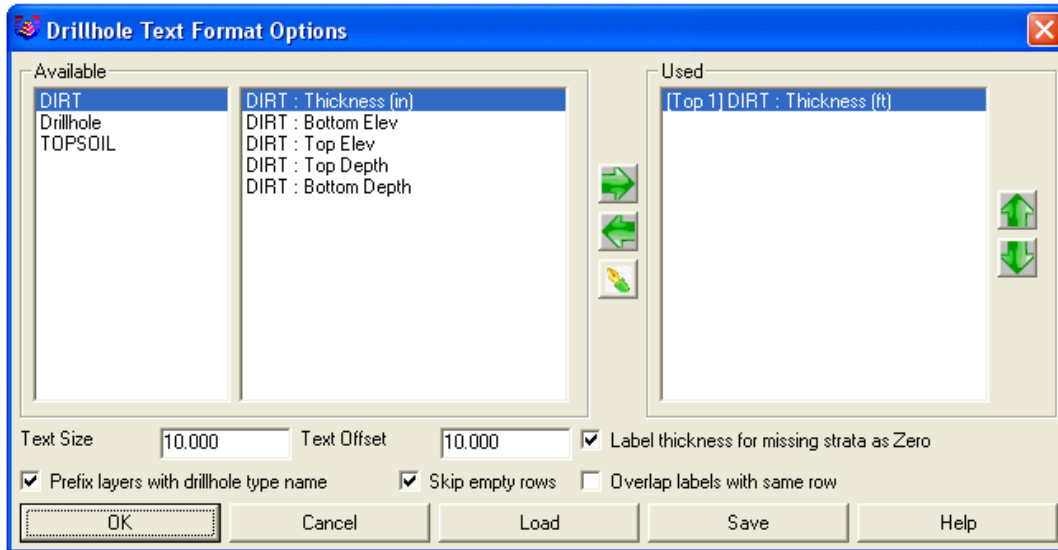 Drillhole Text Format Options
Available
DIRT
Drillhole
TOPSOIL
DIRT : Thickness (in)
DIRT : Bottom Elev
DIRT : Top Elev
DIRT : Top Depth
DIRT : Bottom Depth
Used
[Top 1] DIRT : Thickness (ft)
Text Size 10.000 Text Offset 10.000 Label thickness for missing strata as Zero
Prefix layers with drillhole type name Skip empty rows Overlap labels with same row
OK Cancel Load Save Help